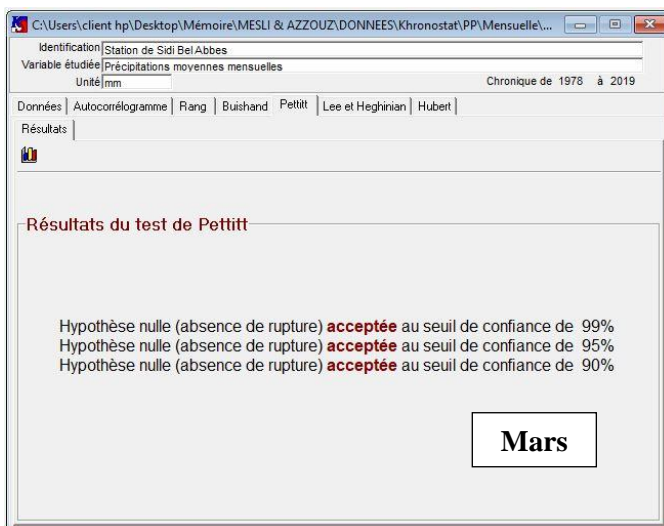 C:\Users\client hp\Desktop\Mémoire\MESLI & AZZOUZ\DONNEES\Khronostat\PP\Mensuelle\...
Identification Station de Sidi Bel Abbes
Variable étudiée Précipitations moyennes mensuelles
Unité mm Chronique de 1978 à 2019
Données Autocorrélogramme Rang Buishand Pettitt Lee et Heghinian Hubert
Résultats
Résultats du test de Pettitt
Hypothèse nulle (absence de rupture) acceptée au seuil de confiance de 99%
Hypothèse nulle (absence de rupture) acceptée au seuil de confiance de 95%
Hypothèse nulle (absence de rupture) acceptée au seuil de confiance de 90%
Mars